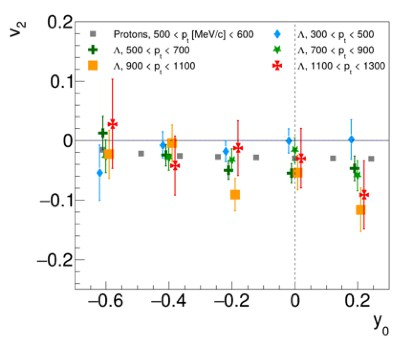 v2
0.2
0.1
0
−0.1
−0.2
Protons, 500 < pt [MeV/c] < 600
Λ, 300 < pt < 500
Λ, 500 < pt < 700
Λ, 700 < pt < 900
Λ, 900 < pt < 1100
Λ, 1100 < pt < 1300
−0.6 −0.4 −0.2 0 0.2
y0